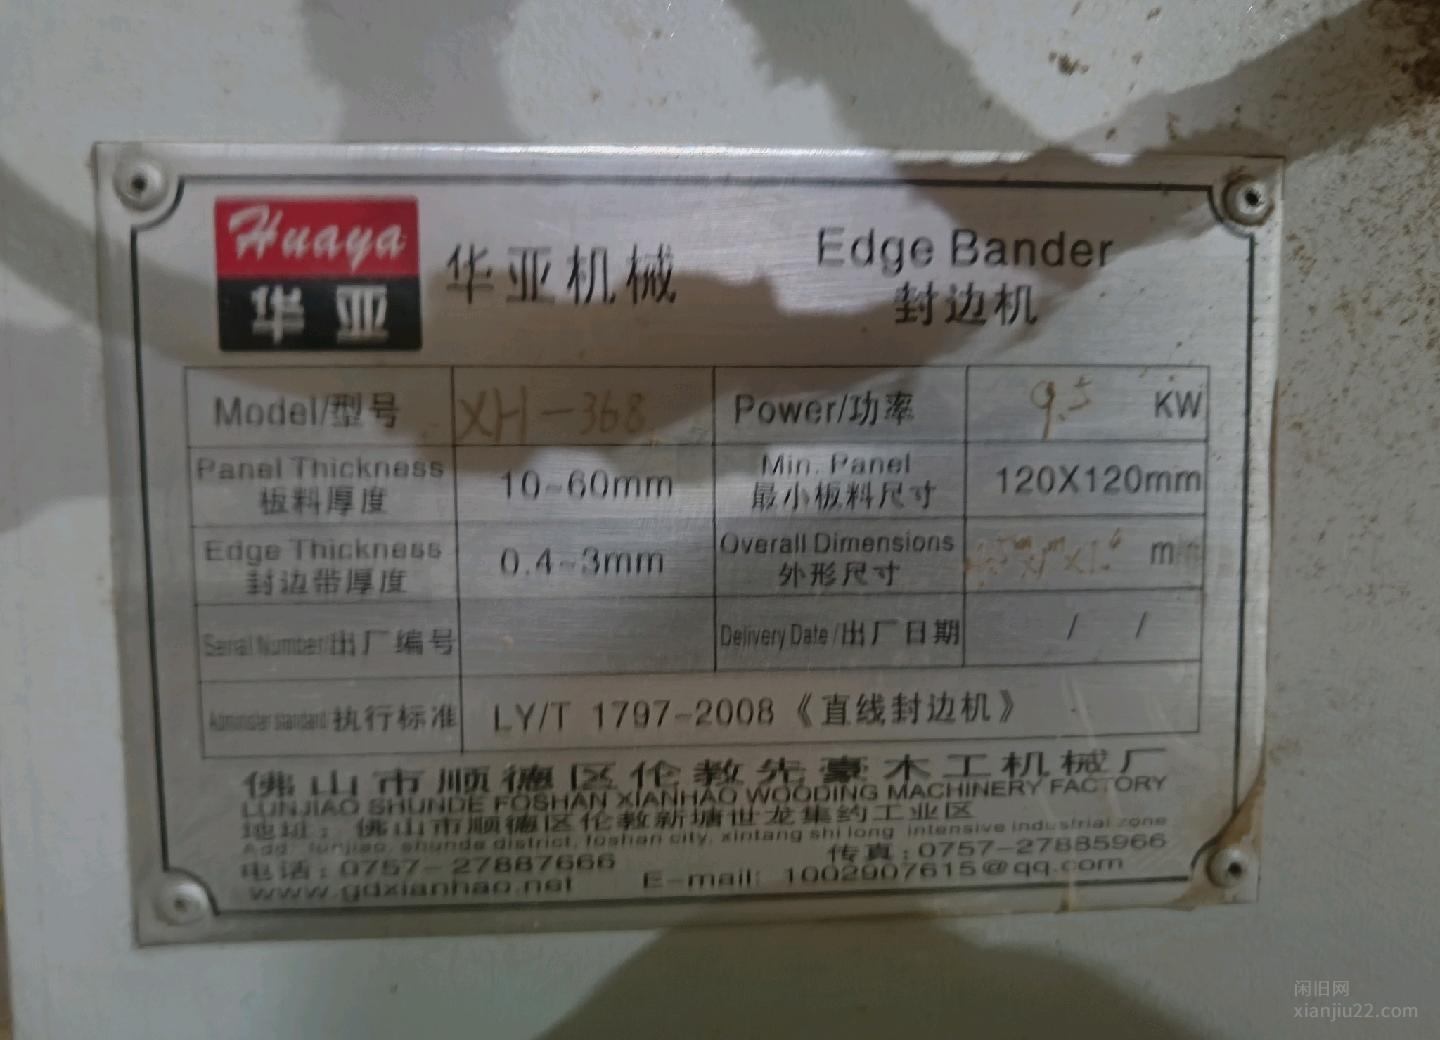 Huaya
华亚
华亚机械
Edge Bander
封边机
Model/型号
XH-368
Power/功率
9.5 KW
Panel Thickness
板料厚度
10-60mm
Min. Panel
最小板料尺寸
120X120mm
Edge Thickness
封边带厚度
0.4-3mm
Overall Dimensions
外形尺寸
mm
Serial Number/出厂编号
Delivery Date/出厂日期
/ /
执行标准
LY/T 1797-2008《直线封边机》
佛山市顺德区伦教先豪木工机械厂
LUNJIAO SHUNDE FOSHAN XIANHAO WOODING MACHINERY FACTORY
地址：佛山市顺德区伦教新塘世龙集约工业区
Add: lunjiao, shunde district, foshan city, xintang shi long intensive industrial zone
电话：0757-27887666
传真：0757-27885966
www.gdxianhao.net
E-mail: 1002907615@qq.com
闲旧网
xianjiu22.com